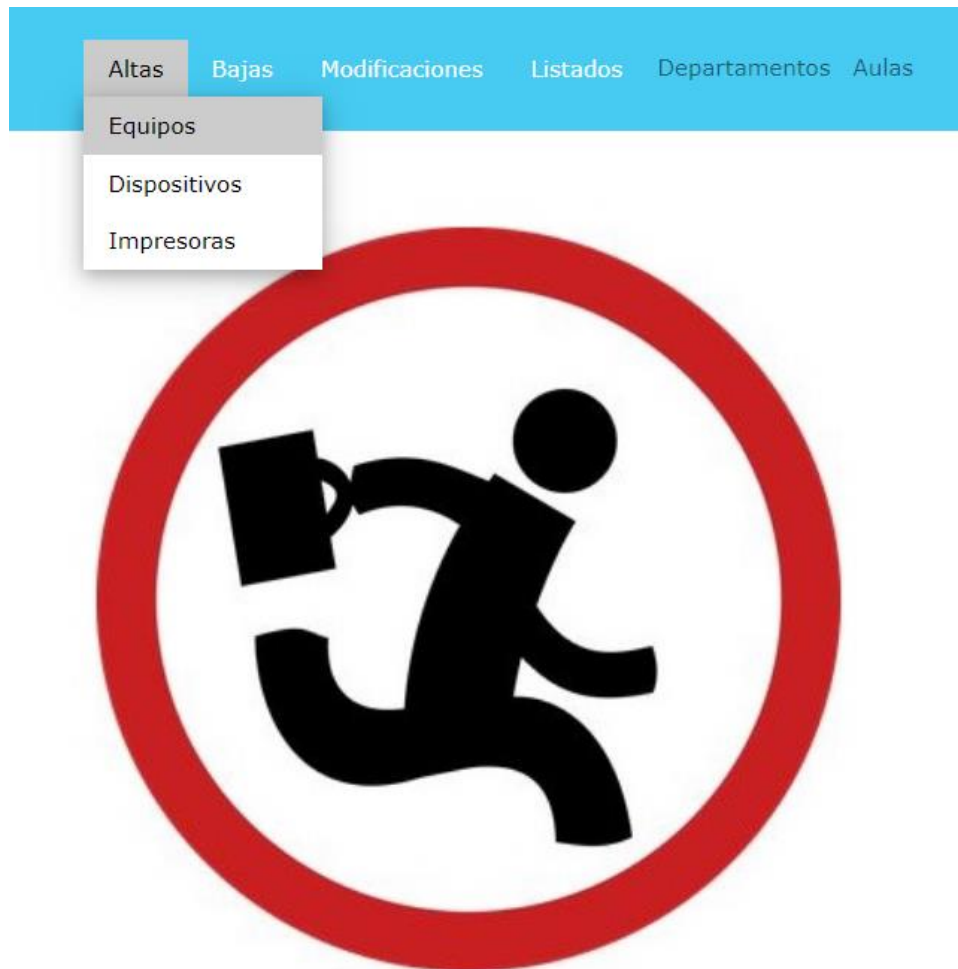 Altas Bajas Modificaciones Listados Departamentos Aulas
Equipos
Dispositivos
Impresoras